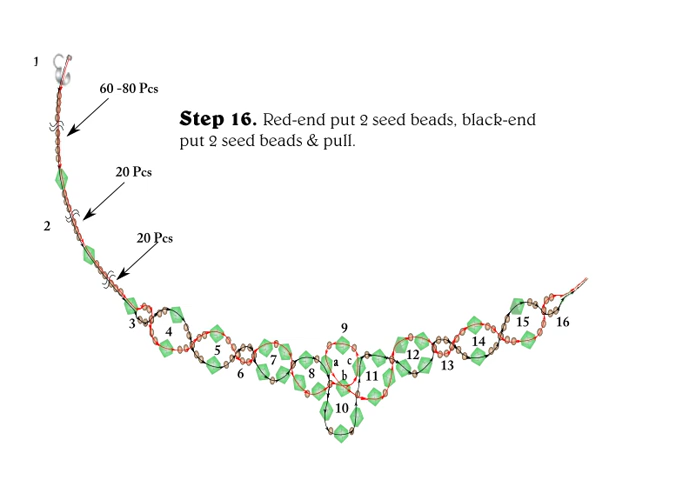 1
60 -80 Pcs
Step 16. Red-end put 2 seed beads, black-end
put 2 seed beads & pull.
20 Pcs
2
20 Pcs
3
4
5
6
7
8
9
a c
b
10
11
12
13
14
15
16